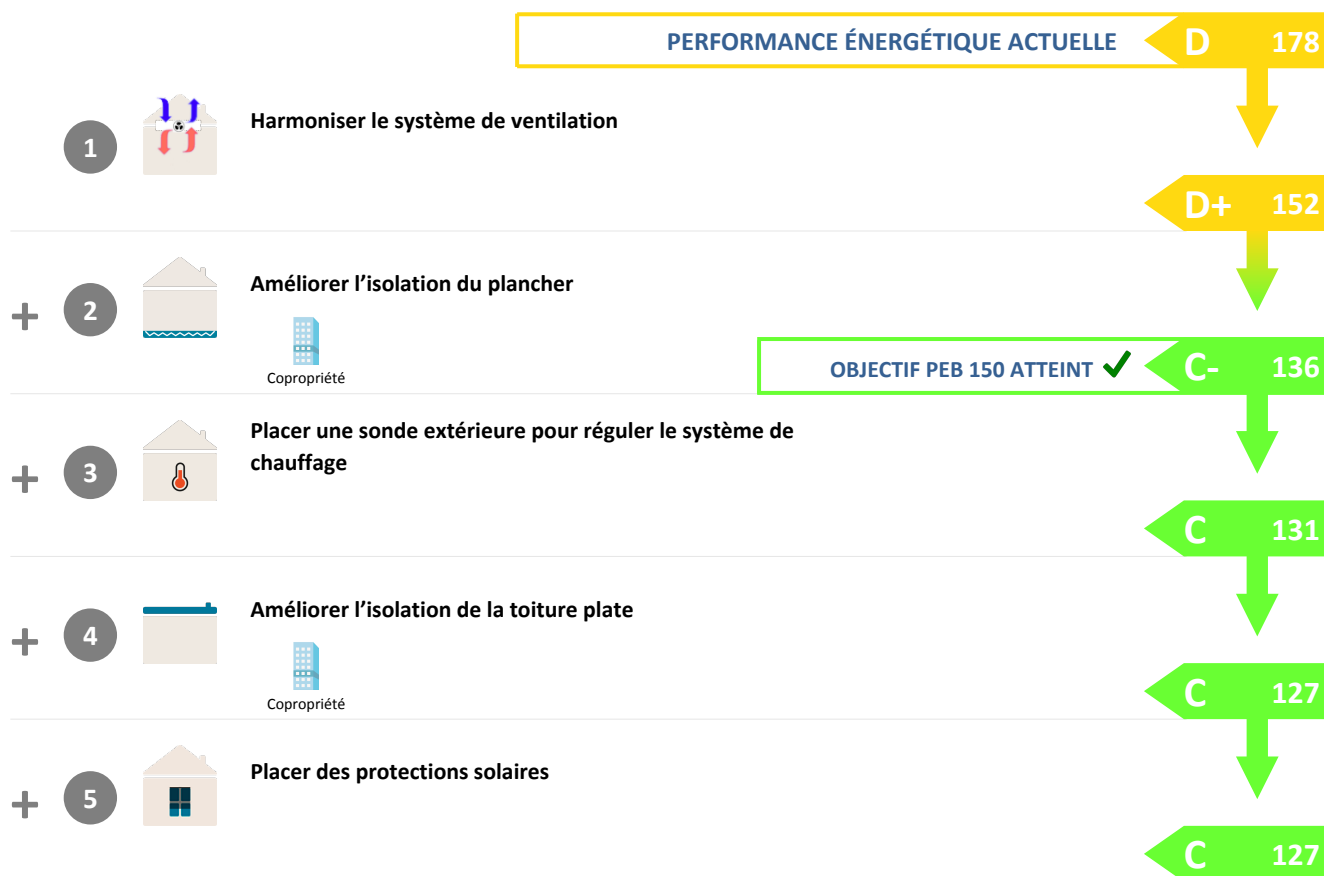 PERFORMANCE ÉNERGÉTIQUE ACTUELLE D 178
1 Harmoniser le système de ventilation
D+ 152
+ 2 Améliorer l’isolation du plancher
Copropriété
OBJECTIF PEB 150 ATTEINT ✓ C- 136
+ 3 Placer une sonde extérieure pour réguler le système de
chauffage
C 131
+ 4 Améliorer l’isolation de la toiture plate
Copropriété
C 127
+ 5 Placer des protections solaires
C 127